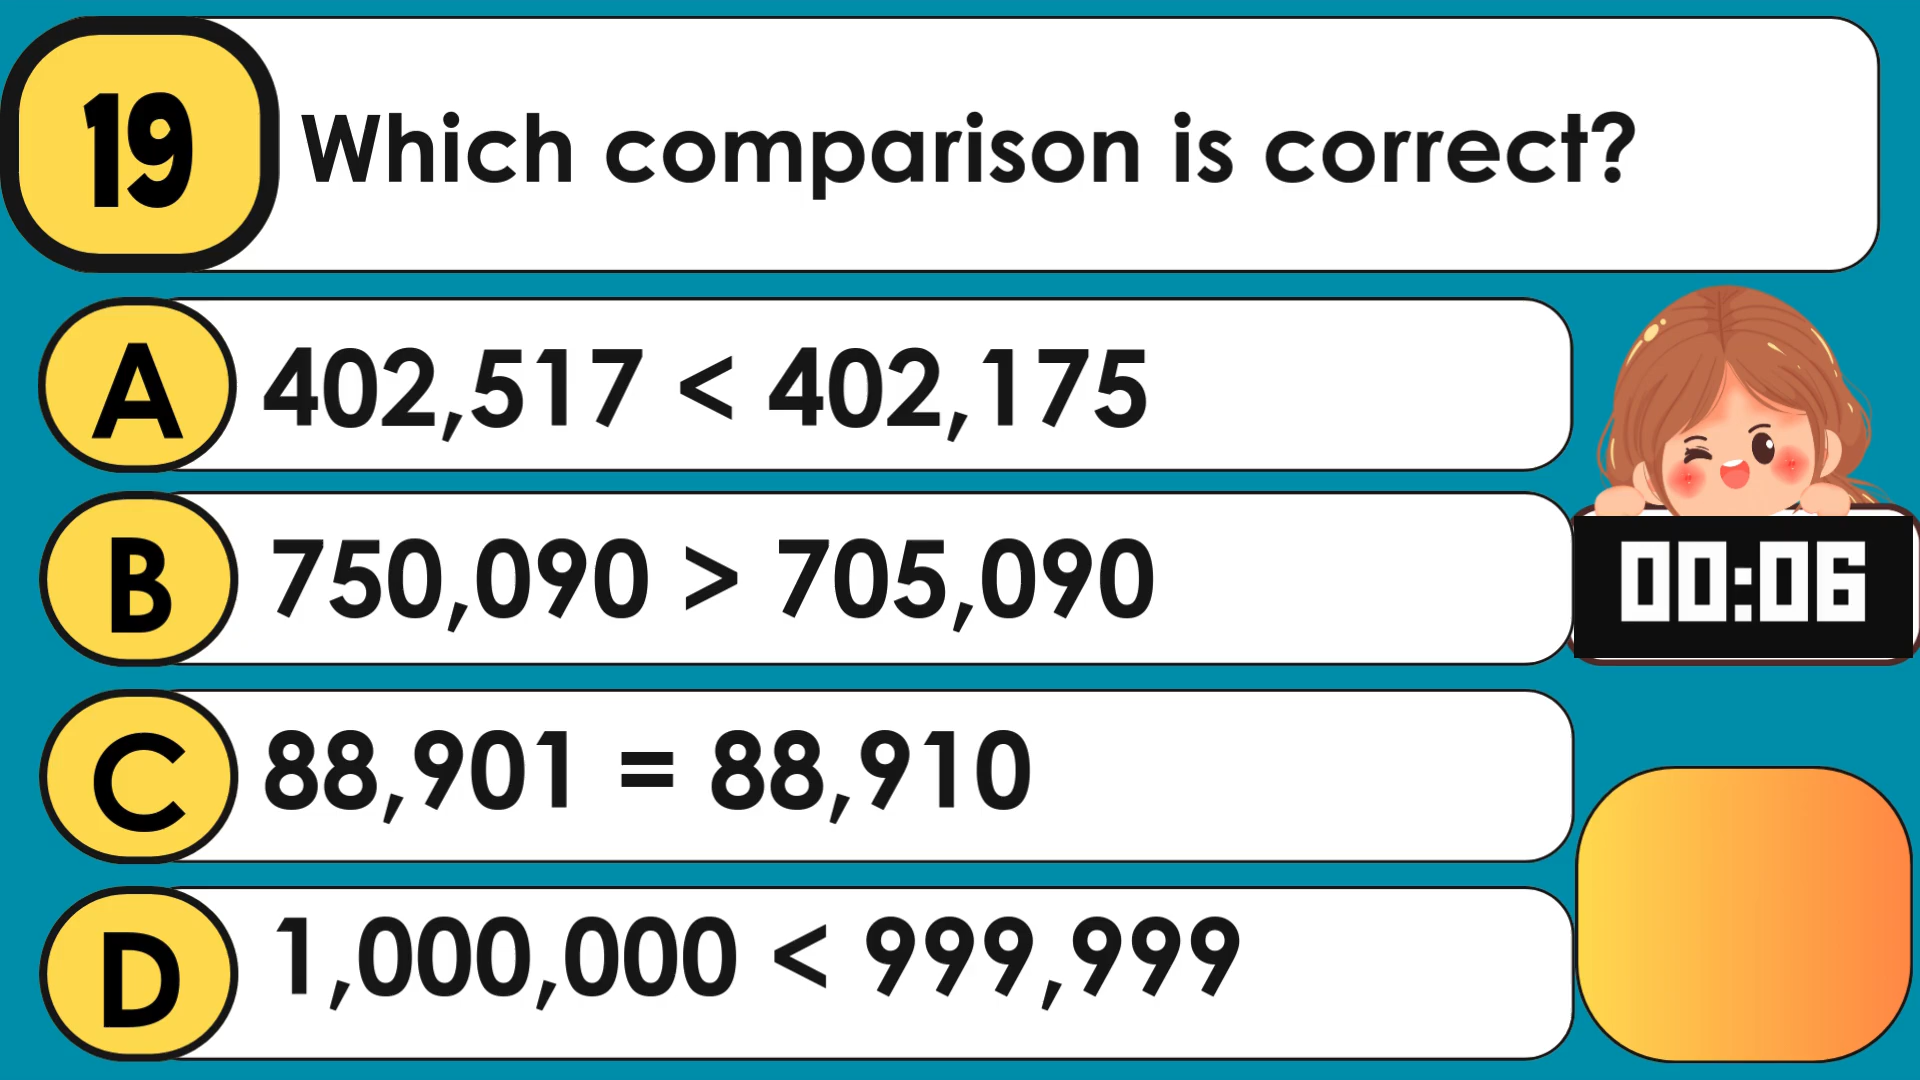 19
Which comparison is correct?
A
402,517 < 402,175
B
750,090 > 705,090
00:06
C
88,901 = 88,910
D
1,000,000 < 999,999